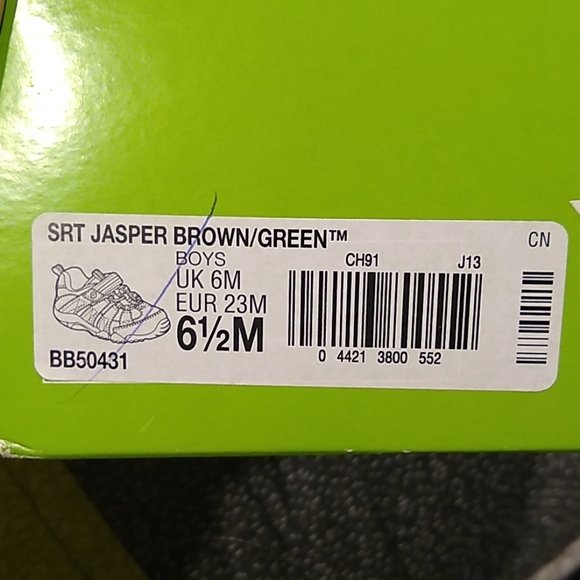 SRT JASPER BROWN/GREEN™
CN
BOYS
CH91 J13
UK 6M
EUR 23M
6½M
0 4421 3800 552
BB50431